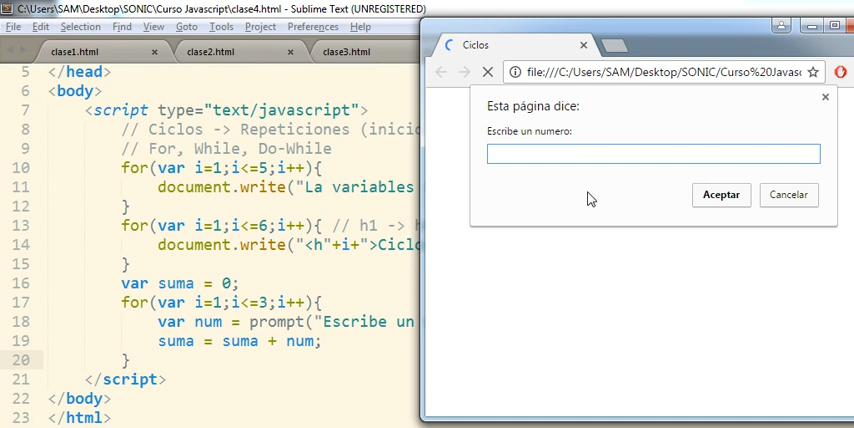 C:\Users\SAM\Desktop\SONIC\Curso Javascript\clase4.html - Sublime Text (UNREGISTERED)
File Edit Selection Find View Goto Tools Project Preferences Help
clase1.html × clase2.html × clase3.html
5 </head>
6 <body>
7 <script type="text/javascript">
8 // Ciclos -> Repeticiones (inicio
9 // For, While, Do-While
10 for(var i=1;i<=5;i++){
11 document.write("La variables
12 }
13 for(var i=1;i<=6;i++){ // h1 -> h
14 document.write("<h"+i+">Ciclo
15 }
16 var suma = 0;
17 for(var i=1;i<=3;i++){
18 var num = prompt("Escribe un
19 suma = suma + num;
20 }
21 </script>
22 </body>
23 </html>
Ciclos ×
file:///C:/Users/SAM/Desktop/SONIC/Curso%20Javasc
Esta página dice:
Escribe un numero:
Aceptar Cancelar